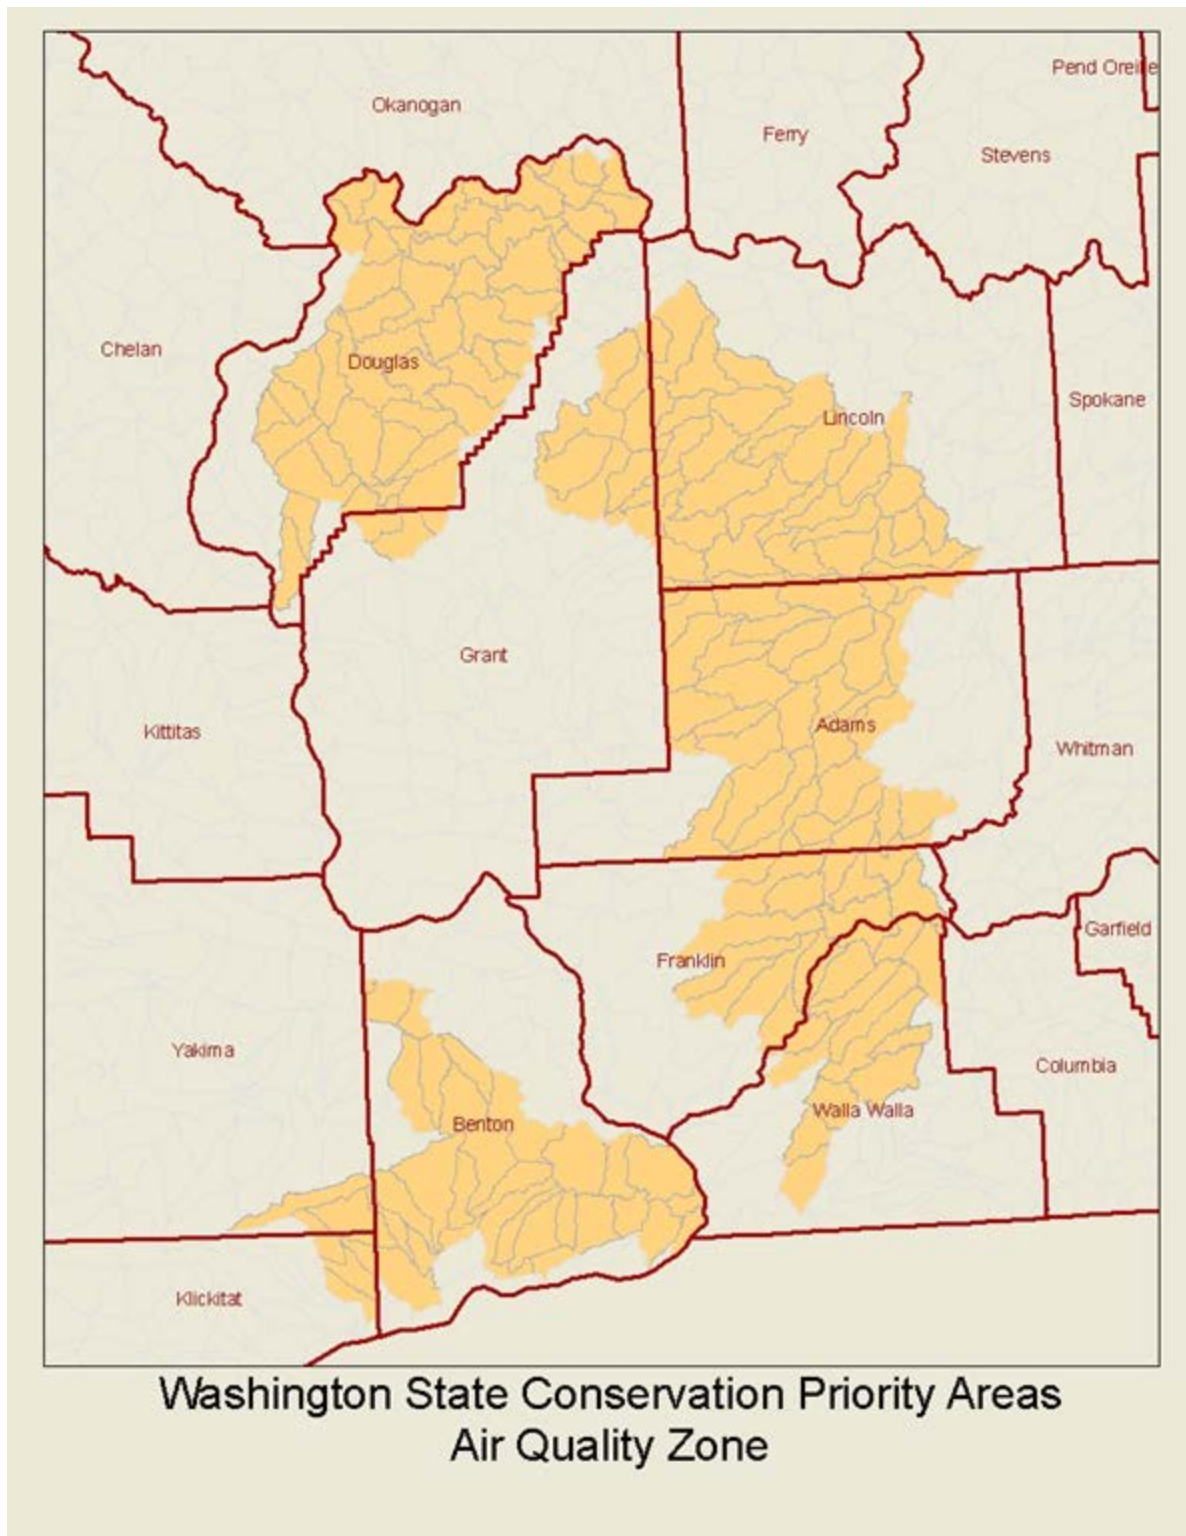 Pend Oreille
Okanogan
Ferry
Stevens
Chelan
Douglas
Spokane
Lincoln
Grant
Adams
Kittitas
Whitman
Garfield
Franklin
Yakima
Columbia
Walla Walla
Benton
Klickitat
Washington State Conservation Priority Areas
Air Quality Zone